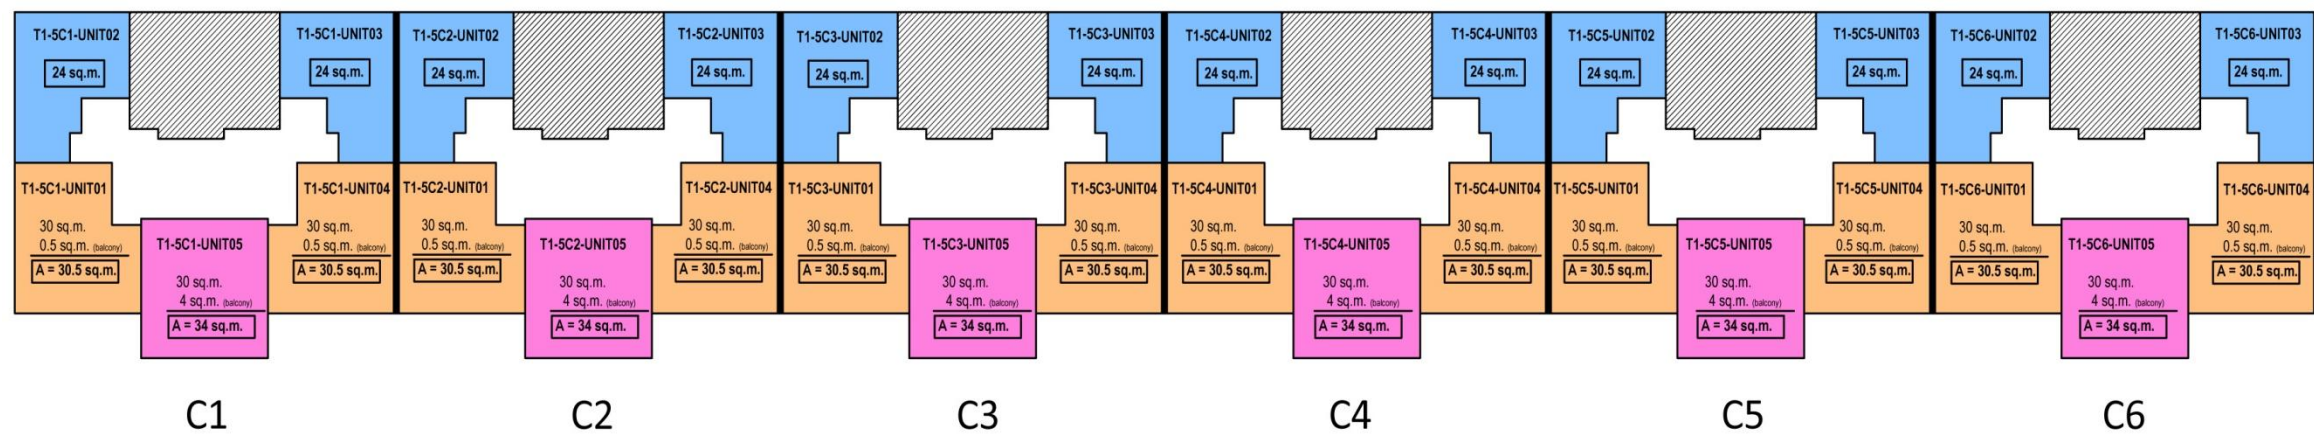 T1-5C1-UNIT02
24 sq.m.
T1-5C1-UNIT03
24 sq.m.
T1-5C1-UNIT01
30 sq.m.
0.5 sq.m. (balcony)
A = 30.5 sq.m.
T1-5C1-UNIT05
30 sq.m.
4 sq.m. (balcony)
A = 34 sq.m.
T1-5C1-UNIT04
30 sq.m.
0.5 sq.m. (balcony)
A = 30.5 sq.m.
C1
T1-5C2-UNIT02
24 sq.m.
T1-5C2-UNIT03
24 sq.m.
T1-5C2-UNIT01
30 sq.m.
0.5 sq.m. (balcony)
A = 30.5 sq.m.
T1-5C2-UNIT05
30 sq.m.
4 sq.m. (balcony)
A = 34 sq.m.
T1-5C2-UNIT04
30 sq.m.
0.5 sq.m. (balcony)
A = 30.5 sq.m.
C2
T1-5C3-UNIT02
24 sq.m.
T1-5C3-UNIT03
24 sq.m.
T1-5C3-UNIT01
30 sq.m.
0.5 sq.m. (balcony)
A = 30.5 sq.m.
T1-5C3-UNIT05
30 sq.m.
4 sq.m. (balcony)
A = 34 sq.m.
T1-5C3-UNIT04
30 sq.m.
0.5 sq.m. (balcony)
A = 30.5 sq.m.
C3
T1-5C4-UNIT02
24 sq.m.
T1-5C4-UNIT03
24 sq.m.
T1-5C4-UNIT01
30 sq.m.
0.5 sq.m. (balcony)
A = 30.5 sq.m.
T1-5C4-UNIT05
30 sq.m.
4 sq.m. (balcony)
A = 34 sq.m.
T1-5C4-UNIT04
30 sq.m.
0.5 sq.m. (balcony)
A = 30.5 sq.m.
C4
T1-5C5-UNIT02
24 sq.m.
T1-5C5-UNIT03
24 sq.m.
T1-5C5-UNIT01
30 sq.m.
0.5 sq.m. (balcony)
A = 30.5 sq.m.
T1-5C5-UNIT05
30 sq.m.
4 sq.m. (balcony)
A = 34 sq.m.
T1-5C5-UNIT04
30 sq.m.
0.5 sq.m. (balcony)
A = 30.5 sq.m.
C5
T1-5C6-UNIT02
24 sq.m.
T1-5C6-UNIT03
24 sq.m.
T1-5C6-UNIT01
30 sq.m.
0.5 sq.m. (balcony)
A = 30.5 sq.m.
T1-5C6-UNIT05
30 sq.m.
4 sq.m. (balcony)
A = 34 sq.m.
T1-5C6-UNIT04
30 sq.m.
0.5 sq.m. (balcony)
A = 30.5 sq.m.
C6